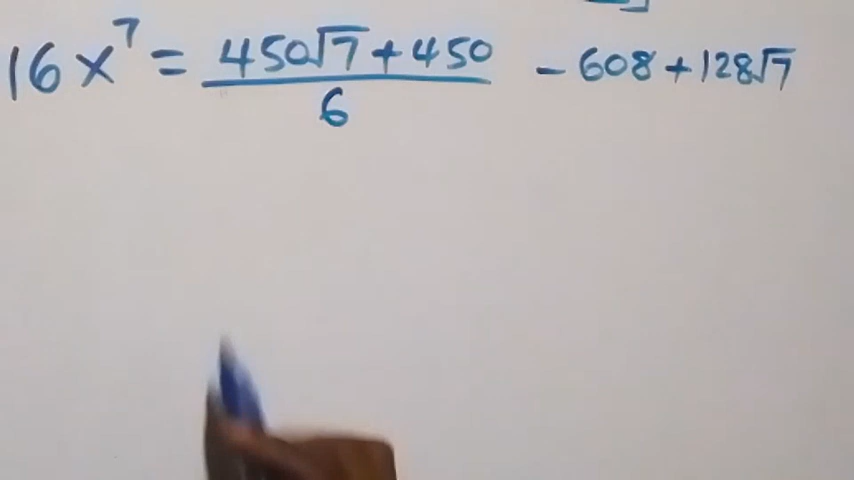 16x⁷ = (450√7 + 450)/6 - 608 + 128√7